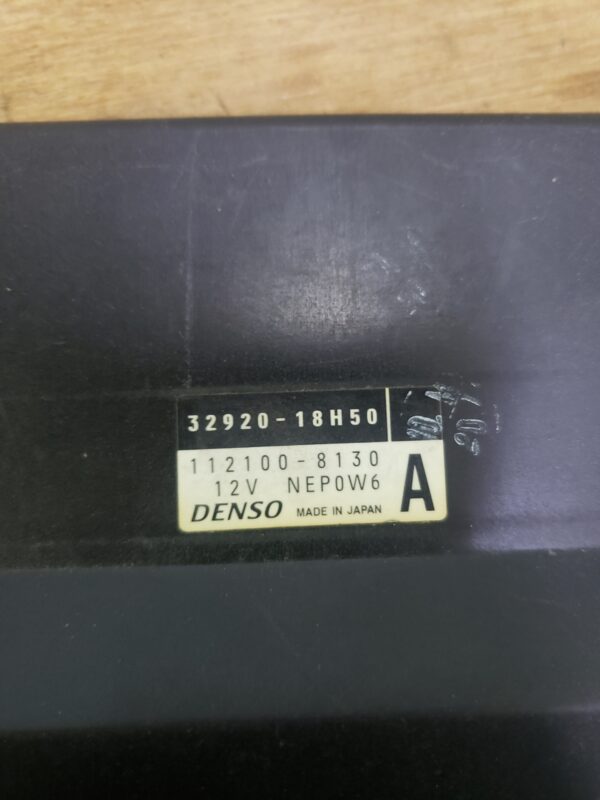 32920-18H50
112100-8130
12V NEP0W6
A
DENSO MADE IN JAPAN